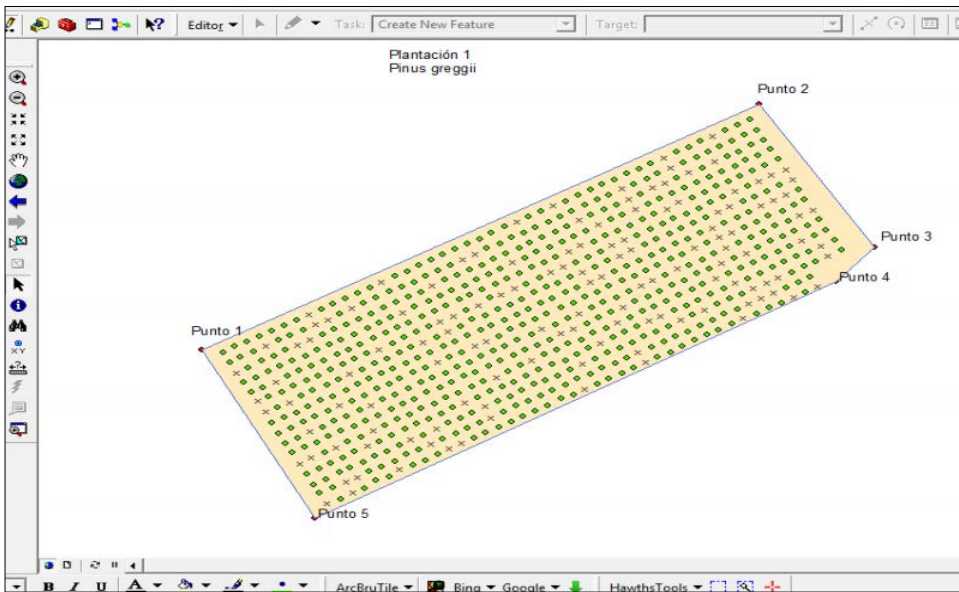 Editor Task: Create New Feature Target:
Plantación 1
Pinus greggii
Punto 2
Punto 3
Punto 4
Punto 1
Punto 5
XY
B I U A ArcBruTile Bing Google HawthsTools